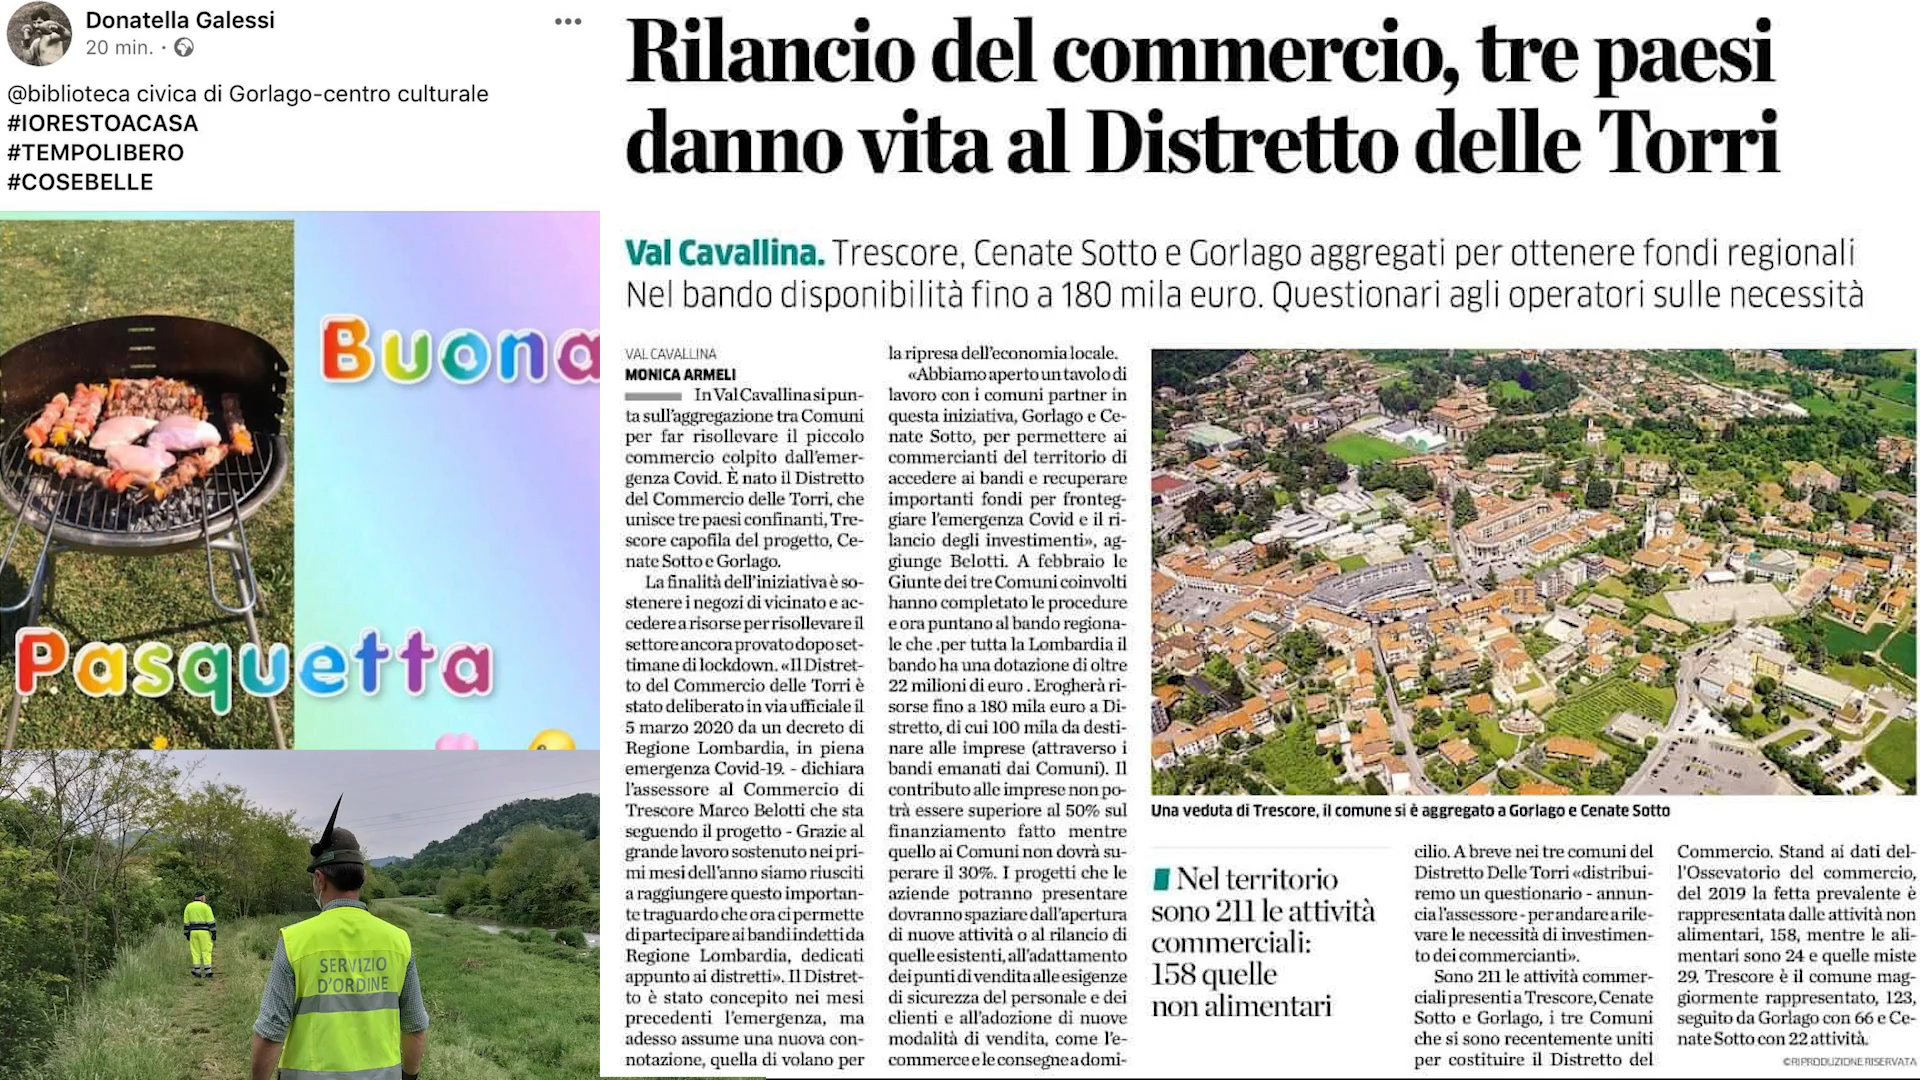 Donatella Galessi
20 min.
@biblioteca civica di Gorlago-centro culturale
#IORESTOACASA
#TEMPOLIBERO
#COSEBELLE
Buona
Pasquetta
SERVIZIO
D'ORDINE
Rilancio del commercio, tre paesi
danno vita al Distretto delle Torri
Val Cavallina. Trescore, Cenate Sotto e Gorlago aggregati per ottenere fondi regionali
Nel bando disponibilità fino a 180 mila euro. Questionari agli operatori sulle necessità
VAL CAVALLINA
MONICA ARMELI
In Val Cavallina si pun-
ta sull'aggregazione tra Comuni
per far risollevare il piccolo
commercio colpito dall'emer-
genza Covid. È nato il Distretto
del Commercio delle Torri, che
unisce tre paesi confinanti, Tre-
score capofila del progetto, Ce-
nate Sotto e Gorlago.
La finalità dell'iniziativa è so-
stenere i negozi di vicinato e ac-
cedere a risorse per risollevare il
settore ancora provato dopo set-
timane di lockdown. «Il Distret-
to del Commercio delle Torri è
stato deliberato in via ufficiale il
5 marzo 2020 da un decreto di
Regione Lombardia, in piena
emergenza Covid-19. - dichiara
l'assessore al Commercio di
Trescore Marco Belotti che sta
seguendo il progetto - Grazie al
grande lavoro sostenuto nei pri-
mi mesi dell'anno siamo riusciti
a raggiungere questo importan-
te traguardo che ora ci permette
di partecipare ai bandi indetti da
Regione Lombardia, dedicati
appunto ai distretti». Il Distret-
to è stato concepito nei mesi
precedenti l'emergenza, ma
adesso assume una nuova con-
notazione, quella di volano per
la ripresa dell'economia locale.
«Abbiamo aperto un tavolo di
lavoro con i comuni partner in
questa iniziativa, Gorlago e Ce-
nate Sotto, per permettere ai
commercianti del territorio di
accedere ai bandi e recuperare
importanti fondi per fronteg-
giare l'emergenza Covid e il ri-
lancio degli investimenti», ag-
giunge Belotti. A febbraio le
Giunte dei tre Comuni coinvolti
hanno completato le procedure
e ora puntano al bando regiona-
le che .per tutta la Lombardia il
bando ha una dotazione di oltre
22 milioni di euro . Erogherà ri-
sorse fino a 180 mila euro a Di-
stretto, di cui 100 mila da desti-
nare alle imprese (attraverso i
bandi emanati dai Comuni). Il
contributo alle imprese non po-
trà essere superiore al 50% sul
finanziamento fatto mentre
quello ai Comuni non dovrà su-
perare il 30%. I progetti che le
aziende potranno presentare
dovranno spaziare dall'apertura
di nuove attività o al rilancio di
quelle esistenti, all'adattamento
dei punti di vendita alle esigenze
di sicurezza del personale e dei
clienti e all'adozione di nuove
modalità di vendita, come l'e-
commerce e le consegne a domi-
Una veduta di Trescore, il comune si è aggregato a Gorlago e Cenate Sotto
Nel territorio
sono 211 le attività
commerciali:
158 quelle
non alimentari
cilio. A breve nei tre comuni del
Distretto Delle Torri «distribui-
remo un questionario - annun-
cia l'assessore - per andare a rile-
vare le necessità di investimen-
to dei commercianti».
Sono 211 le attività commer-
ciali presenti a Trescore, Cenate
Sotto e Gorlago, i tre Comuni
che si sono recentemente uniti
per costituire il Distretto del
Commercio. Stand ai dati del-
l'Ossevatorio del commercio,
del 2019 la fetta prevalente è
rappresentata dalle attività non
alimentari, 158, mentre le ali-
mentari sono 24 e quelle miste
29. Trescore è il comune mag-
giormente rappresentato, 123,
seguito da Gorlago con 66 e Ce-
nate Sotto con 22 attività.
©RIPRODUZIONE RISERVATA